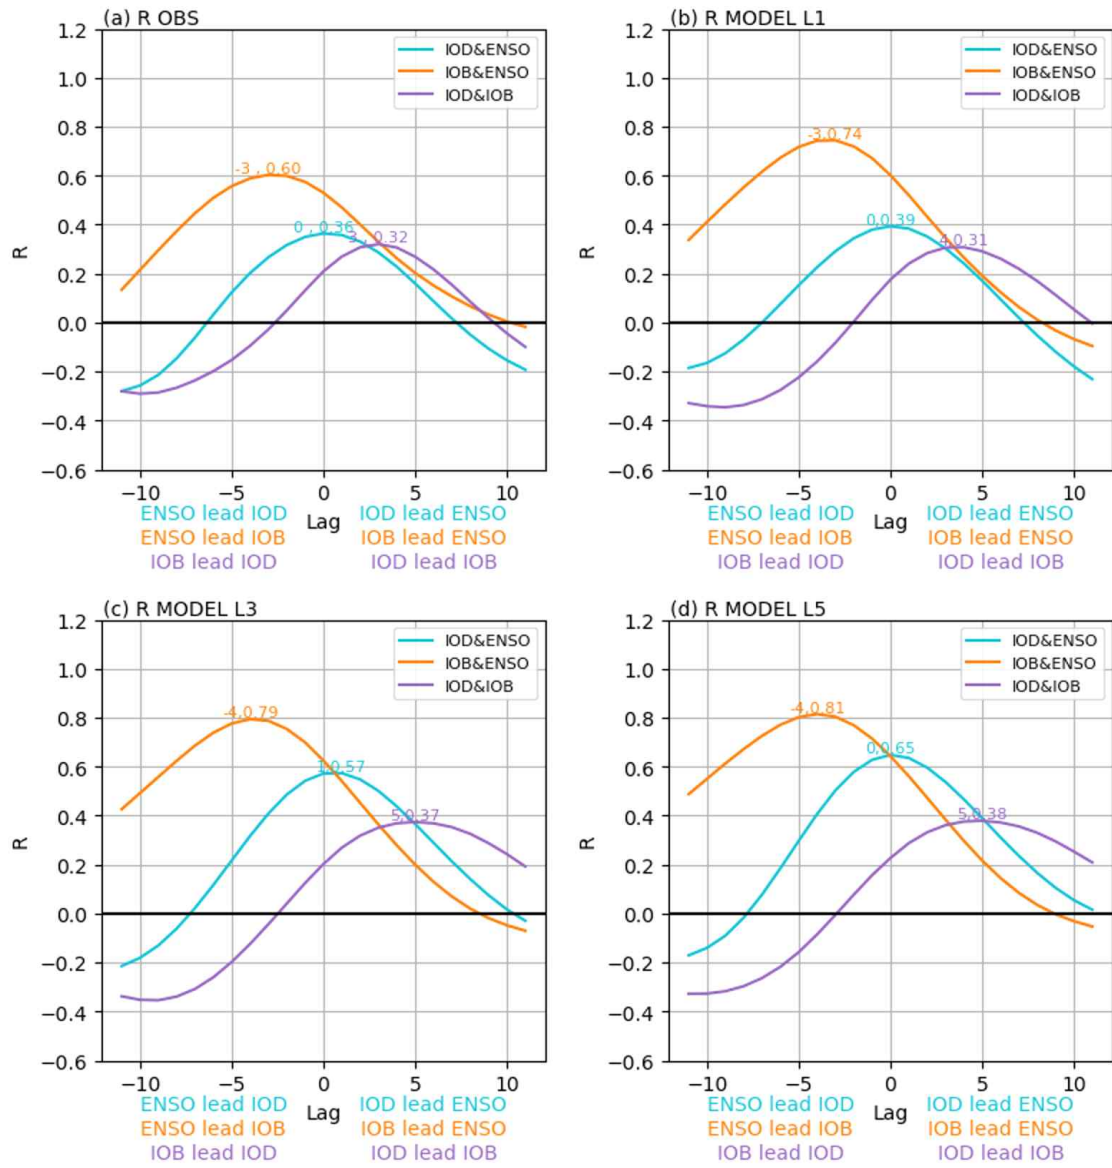 (a) R OBS
1.2
1.0
0.8
0.6
0.4
0.2
0.0
−0.2
−0.4
−0.6
R
IOD&ENSO
IOB&ENSO
IOD&IOB
-3 , 0.60
0 , 0.36
3 , 0.32
−10 −5 0 5 10
Lag
ENSO lead IOD IOD lead ENSO
ENSO lead IOB IOB lead ENSO
IOB lead IOD IOD lead IOB
(b) R MODEL L1
1.2
1.0
0.8
0.6
0.4
0.2
0.0
−0.2
−0.4
−0.6
R
IOD&ENSO
IOB&ENSO
IOD&IOB
-3,0.74
0,0.39
4,0.31
−10 −5 0 5 10
Lag
ENSO lead IOD IOD lead ENSO
ENSO lead IOB IOB lead ENSO
IOB lead IOD IOD lead IOB
(c) R MODEL L3
1.2
1.0
0.8
0.6
0.4
0.2
0.0
−0.2
−0.4
−0.6
R
IOD&ENSO
IOB&ENSO
IOD&IOB
-4,0.79
1,0.57
5,0.37
−10 −5 0 5 10
Lag
ENSO lead IOD IOD lead ENSO
ENSO lead IOB IOB lead ENSO
IOB lead IOD IOD lead IOB
(d) R MODEL L5
1.2
1.0
0.8
0.6
0.4
0.2
0.0
−0.2
−0.4
−0.6
R
IOD&ENSO
IOB&ENSO
IOD&IOB
-4,0.81
0,0.65
5,0.38
−10 −5 0 5 10
Lag
ENSO lead IOD IOD lead ENSO
ENSO lead IOB IOB lead ENSO
IOB lead IOD IOD lead IOB